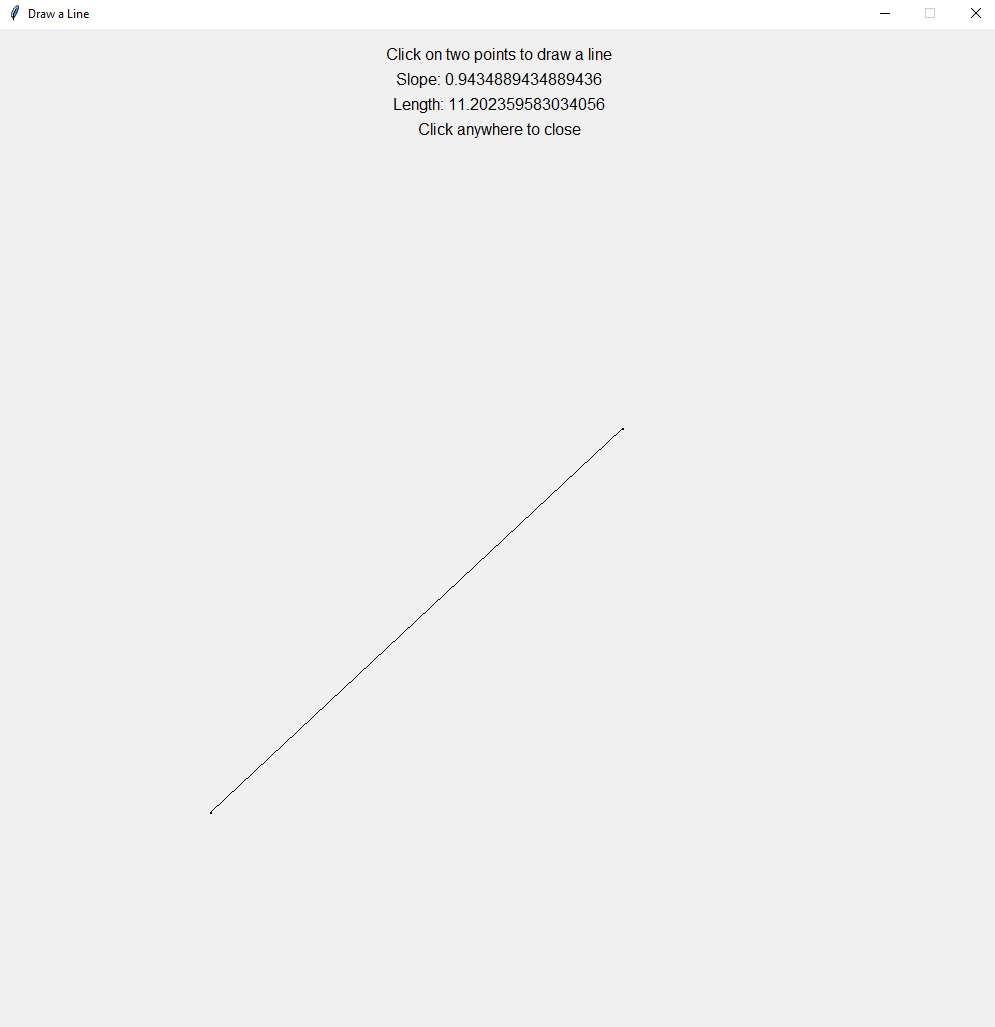 Draw a Line
Click on two points to draw a line
Slope: 0.9434889434889436
Length: 11.202359583034056
Click anywhere to close